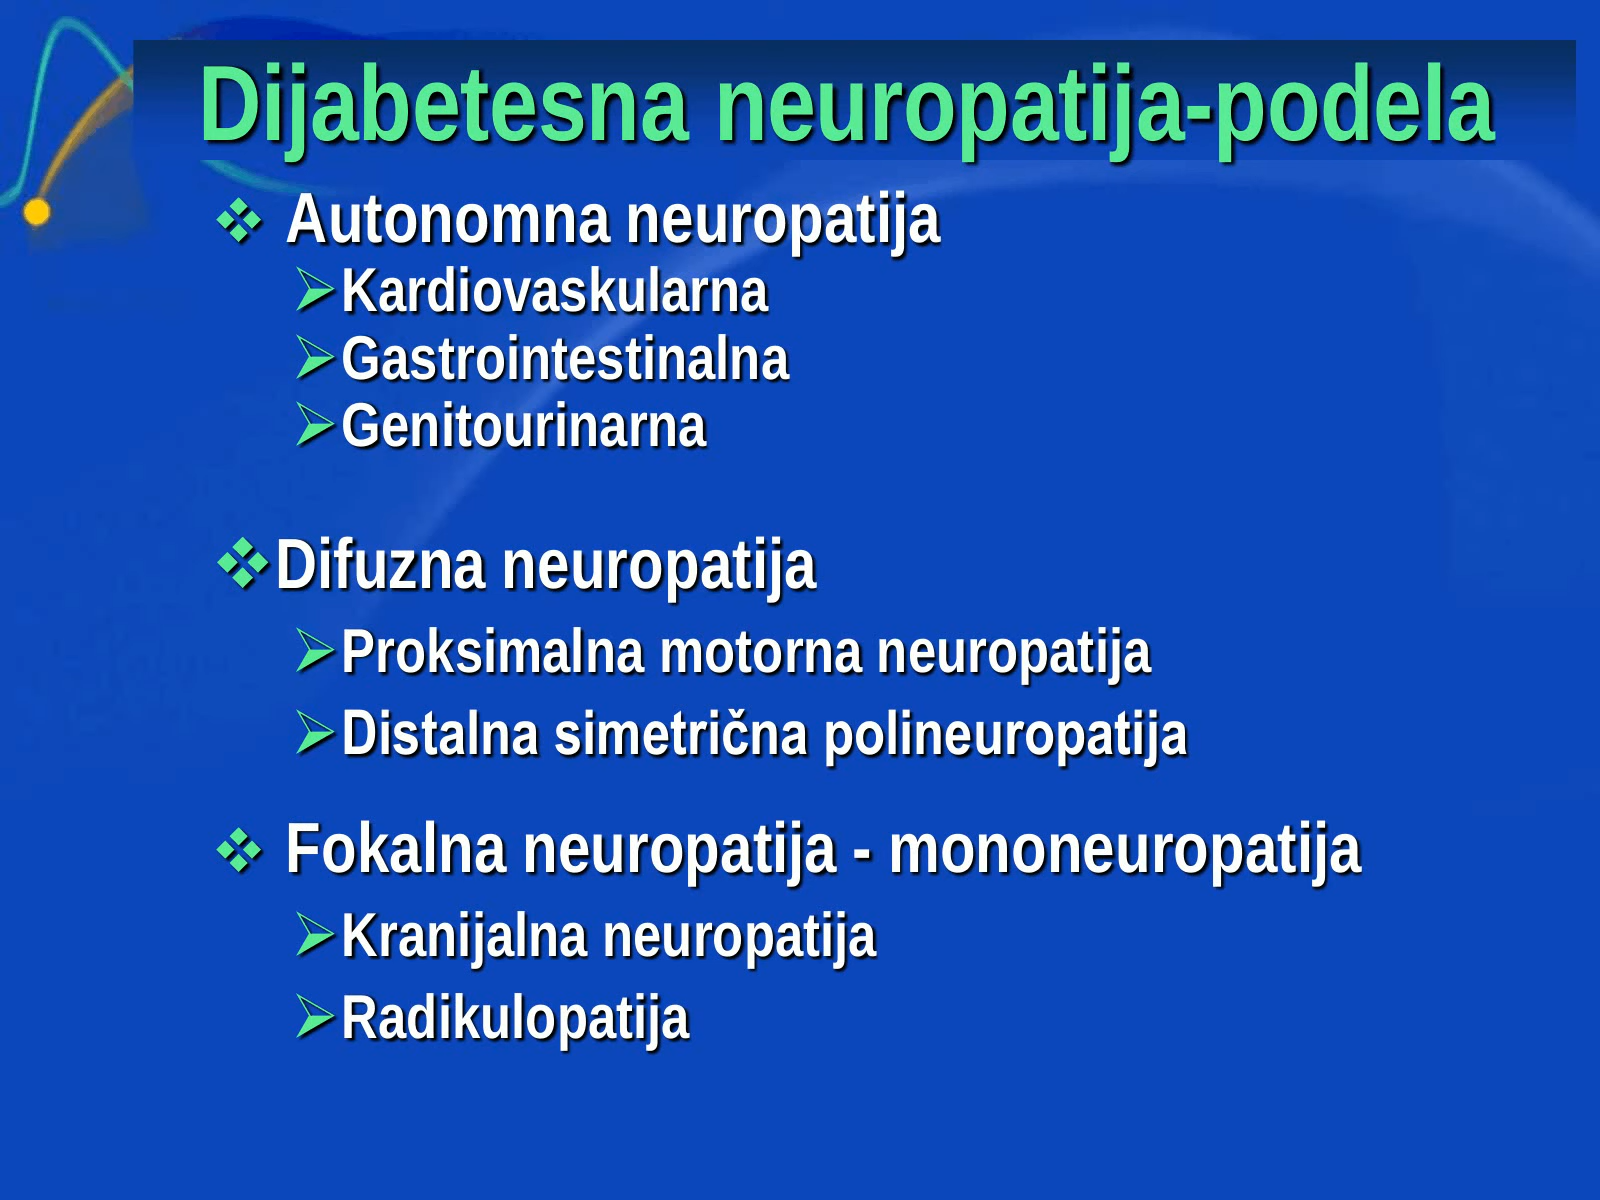 Dijabetesna neuropatija-podela
❖ Autonomna neuropatija
➢Kardiovaskularna
➢Gastrointestinalna
➢Genitourinarna
❖Difuzna neuropatija
➢Proksimalna motorna neuropatija
➢Distalna simetrična polineuropatija
❖ Fokalna neuropatija - mononeuropatija
➢Kranijalna neuropatija
➢Radikulopatija